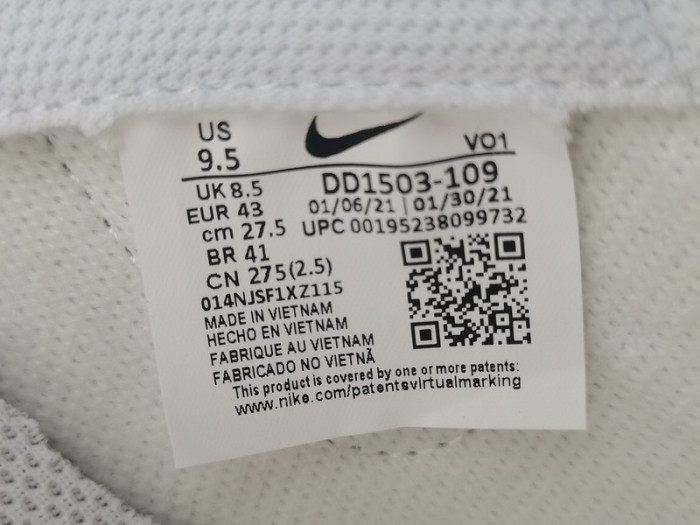 US
9.5
VO1
UK 8.5
DD1503-109
EUR 43
01/06/21 | 01/30/21
cm 27.5
UPC 00195238099732
BR 41
CN 275(2.5)
014NJSF1XZ115
MADE IN VIETNAM
HECHO EN VIETNAM
FABRIQUE AU VIETNAM
FABRICADO NO VIETNÃ
This product is covered by one or more patents:
www.nike.com/patentsvirtualmarking